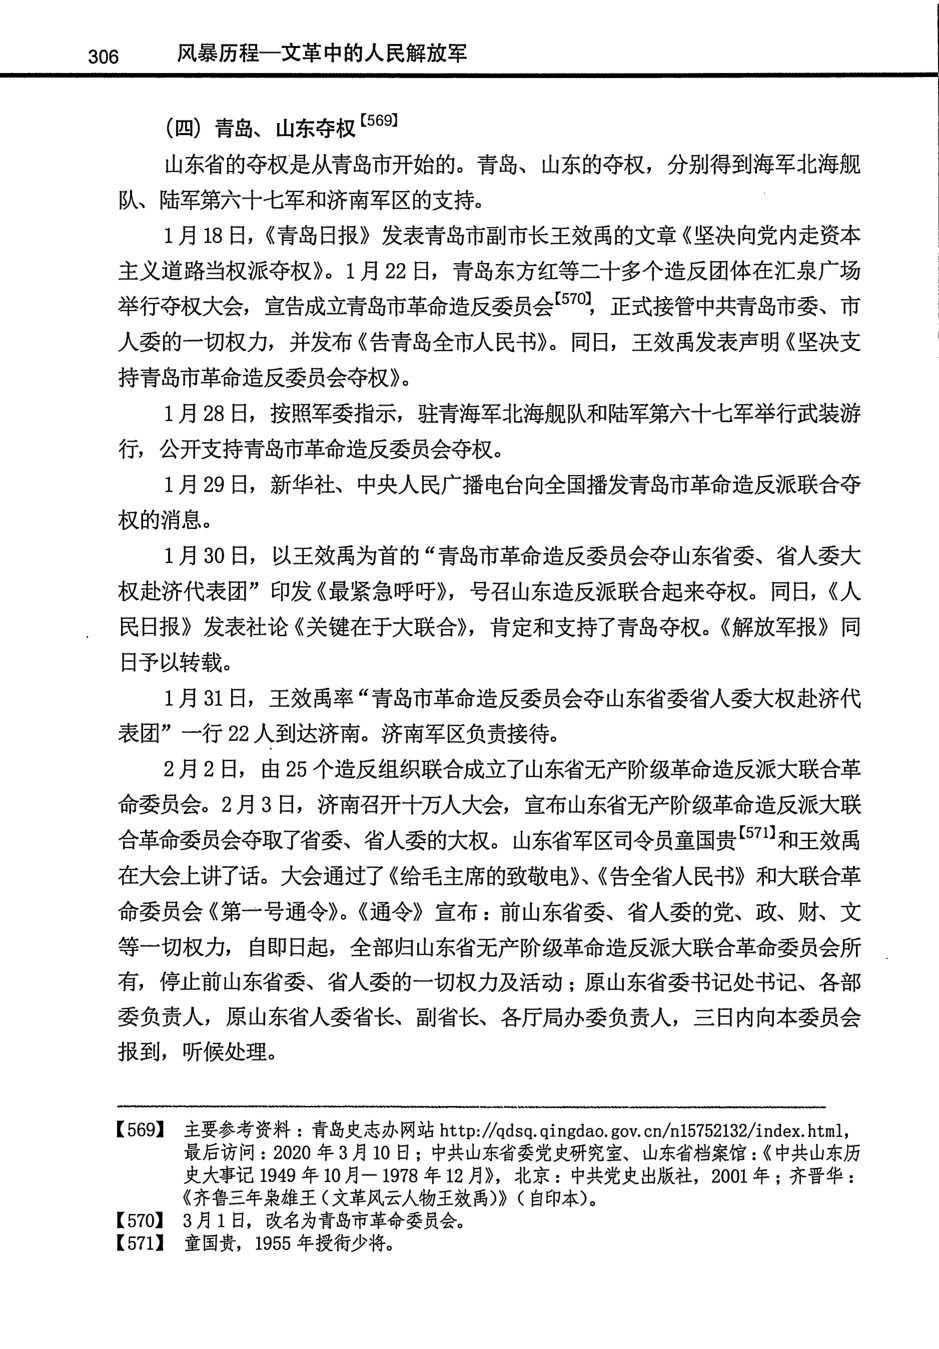 306 风暴历程—文革中的人民解放军
（四）青岛、山东夺权【569】
山东省的夺权是从青岛市开始的。青岛、山东的夺权，分别得到海军北海舰
队、陆军第六十七军和济南军区的支持。
1月18日，《青岛日报》发表青岛市副市长王效禹的文章《坚决向党内走资本
主义道路当权派夺权》。1月22日，青岛东方红等二十多个造反团体在汇泉广场
举行夺权大会，宣告成立青岛市革命造反委员会【570】，正式接管中共青岛市委、市
人委的一切权力，并发布《告青岛全市人民书》。同日，王效禹发表声明《坚决支
持青岛市革命造反委员会夺权》。
1月28日，按照军委指示，驻青海军北海舰队和陆军第六十七军举行武装游
行，公开支持青岛市革命造反委员会夺权。
1月29日，新华社、中央人民广播电台向全国播发青岛市革命造反派联合夺
权的消息。
1月30日，以王效禹为首的“青岛市革命造反委员会夺山东省委、省人委大
权赴济代表团”印发《最紧急呼吁》，号召山东造反派联合起来夺权。同日，《人
民日报》发表社论《关键在于大联合》，肯定和支持了青岛夺权。《解放军报》同
日予以转载。
1月31日，王效禹率“青岛市革命造反委员会夺山东省委省人委大权赴济代
表团”一行22人到达济南。济南军区负责接待。
2月2日，由25个造反组织联合成立了山东省无产阶级革命造反派大联合革
命委员会。2月3日，济南召开十万人大会，宣布山东省无产阶级革命造反派大联
合革命委员会夺取了省委、省人委的大权。山东省军区司令员童国贵【571】和王效禹
在大会上讲了话。大会通过了《给毛主席的致敬电》、《告全省人民书》和大联合革
命委员会《第一号通令》。《通令》宣布：前山东省委、省人委的党、政、财、文
等一切权力，自即日起，全部归山东省无产阶级革命造反派大联合革命委员会所
有，停止前山东省委、省人委的一切权力及活动；原山东省委书记处书记、各部
委负责人，原山东省人委省长、副省长、各厅局办委负责人，三日内向本委员会
报到，听候处理。
【569】 主要参考资料：青岛史志办网站http://qdsq.qingdao.gov.cn/n15752132/index.html，
最后访问：2020年3月10日；中共山东省委党史研究室、山东省档案馆：《中共山东历
史大事记1949年10月—1978年12月》，北京：中共党史出版社，2001年；齐晋华：
《齐鲁三年枭雄王（文革风云人物王效禹）》（自印本）。
【570】 3月1日，改名为青岛市革命委员会。
【571】 童国贵，1955年授衔少将。